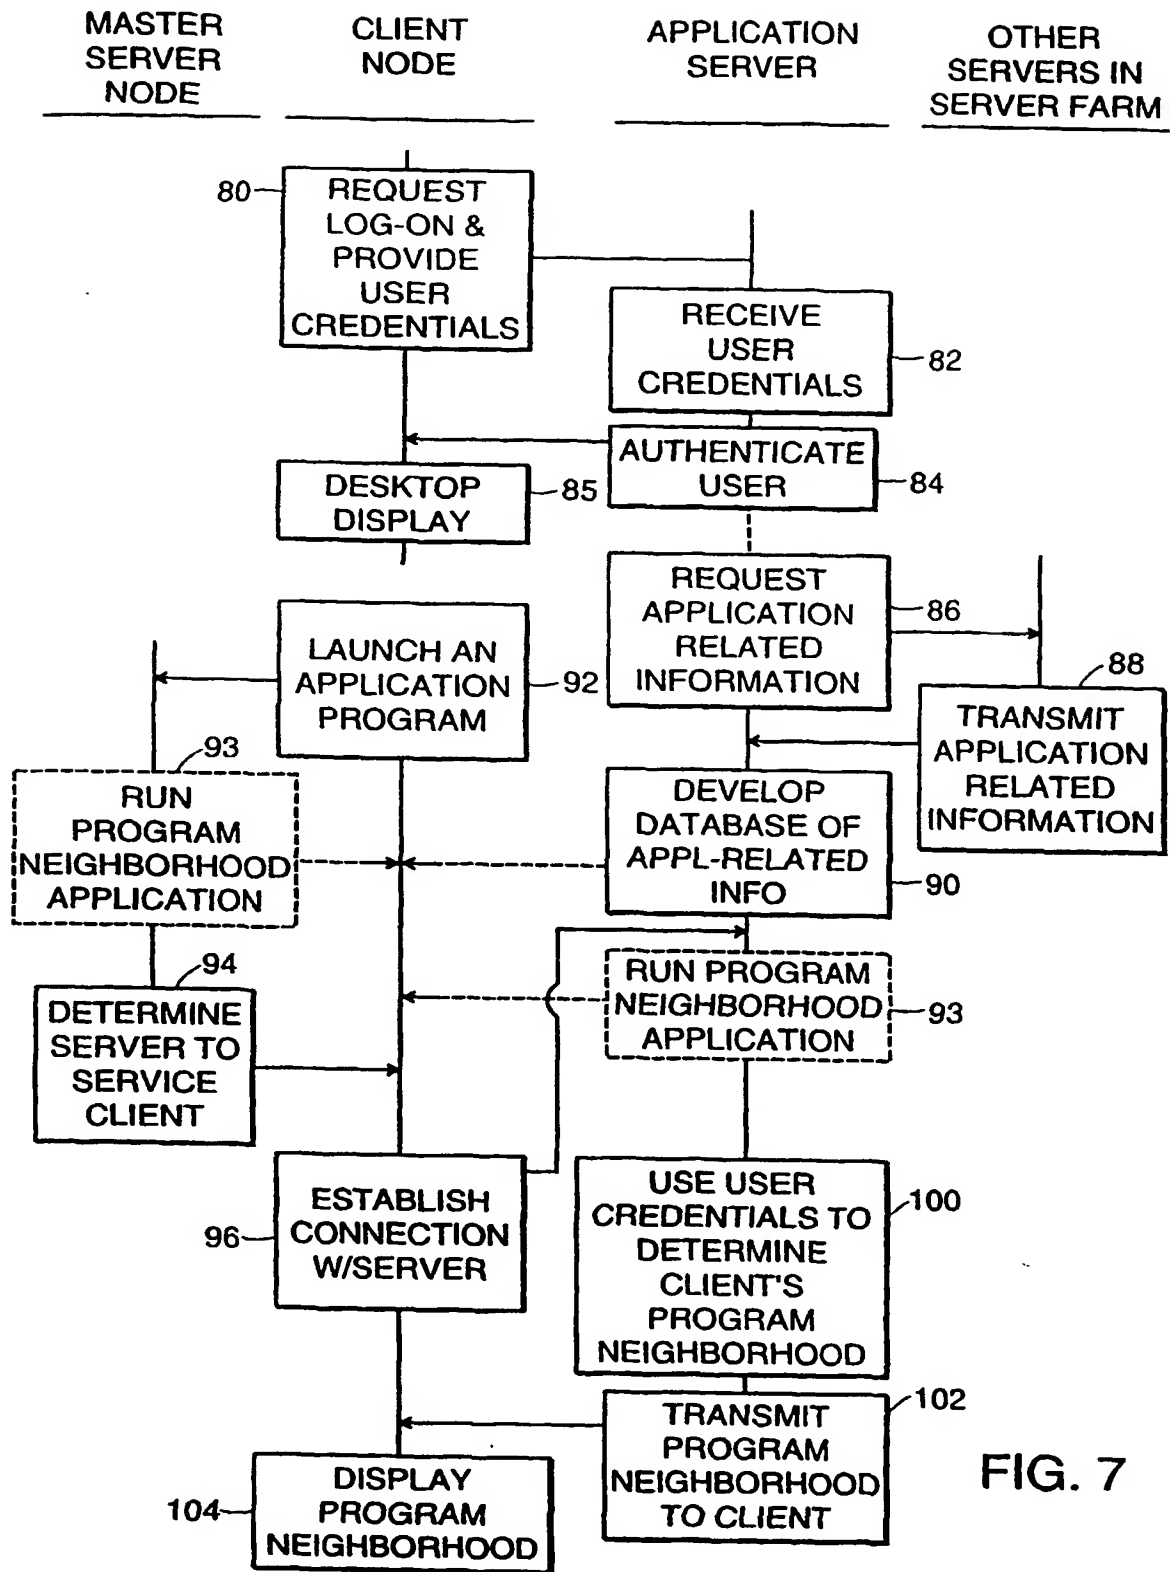 MASTER
SERVER
NODE
CLIENT
NODE
APPLICATION
SERVER
OTHER
SERVERS IN
SERVER FARM
80
REQUEST
LOG-ON &
PROVIDE
USER
CREDENTIALS
RECEIVE
USER
CREDENTIALS
82
AUTHENTICATE
USER
84
DESKTOP
DISPLAY
85
REQUEST
APPLICATION
RELATED
INFORMATION
86
88
TRANSMIT
APPLICATION
RELATED
INFORMATION
LAUNCH AN
APPLICATION
PROGRAM
92
93
RUN
PROGRAM
NEIGHBORHOOD
APPLICATION
DEVELOP
DATABASE OF
APPL-RELATED
INFO
90
RUN PROGRAM
NEIGHBORHOOD
APPLICATION
93
94
DETERMINE
SERVER TO
SERVICE
CLIENT
96
ESTABLISH
CONNECTION
W/SERVER
USE USER
CREDENTIALS TO
DETERMINE
CLIENT'S
PROGRAM
NEIGHBORHOOD
100
TRANSMIT
PROGRAM
NEIGHBORHOOD
TO CLIENT
102
104
DISPLAY
PROGRAM
NEIGHBORHOOD
FIG. 7